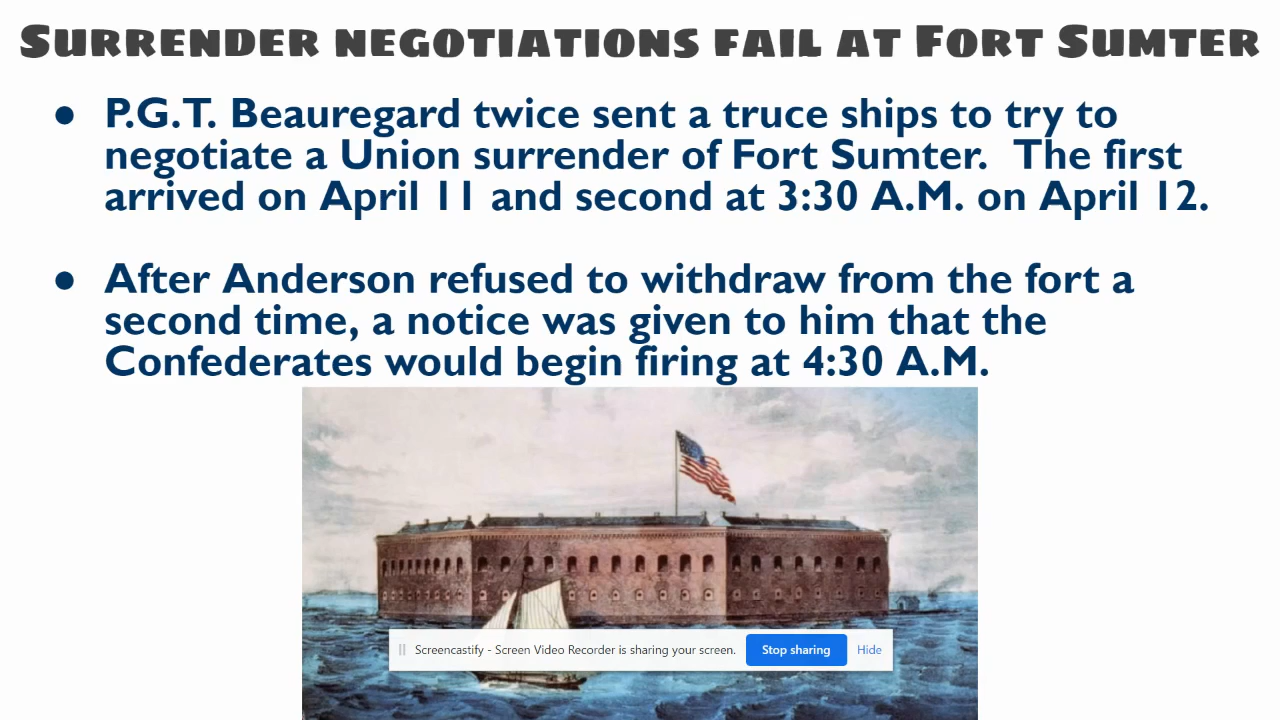 Surrender negotiations fail at Fort Sumter
● P.G.T. Beauregard twice sent a truce ships to try to
negotiate a Union surrender of Fort Sumter.  The first
arrived on April 11 and second at 3:30 A.M. on April 12.
● After Anderson refused to withdraw from the fort a
second time, a notice was given to him that the
Confederates would begin firing at 4:30 A.M.
Screencastify - Screen Video Recorder is sharing your screen. Stop sharing Hide